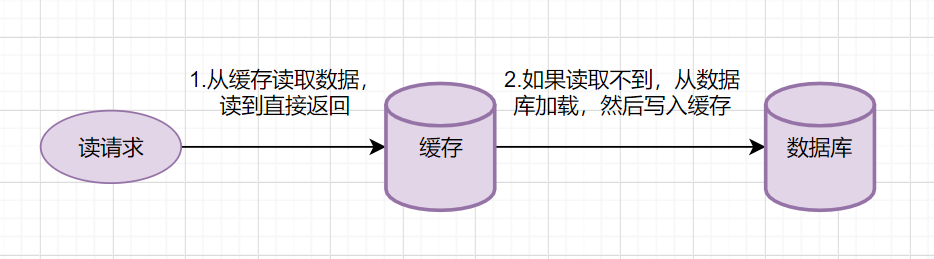 1.从缓存读取数据，
读到直接返回
2.如果读取不到，从数据
库加载，然后写入缓存
读请求
缓存
数据库